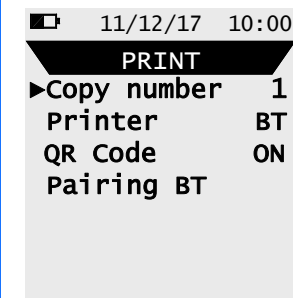 11/12/17 10:00
PRINT
►Copy number 1
Printer BT
QR Code ON
Pairing BT